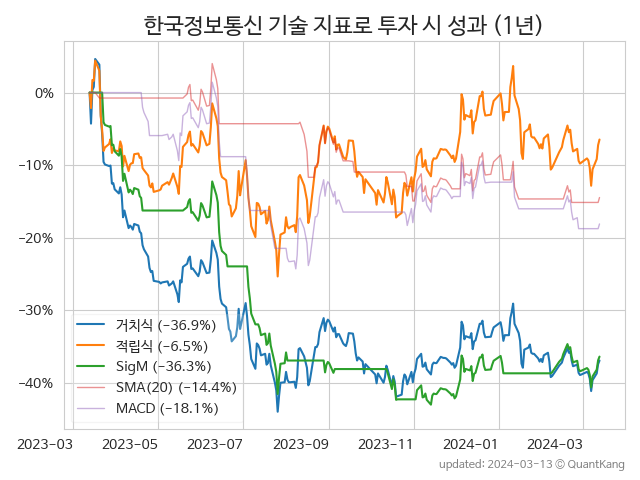 한국정보통신 기술 지표로 투자 시 성과 (1년)
0%
−10%
−20%
−30%
−40%
거치식 (−36.9%)
적립식 (−6.5%)
SigM (−36.3%)
SMA(20) (−14.4%)
MACD (−18.1%)
2023-03 2023-05 2023-07 2023-09 2023-11 2024-01 2024-03
updated: 2024-03-13 ⓒ QuantKang